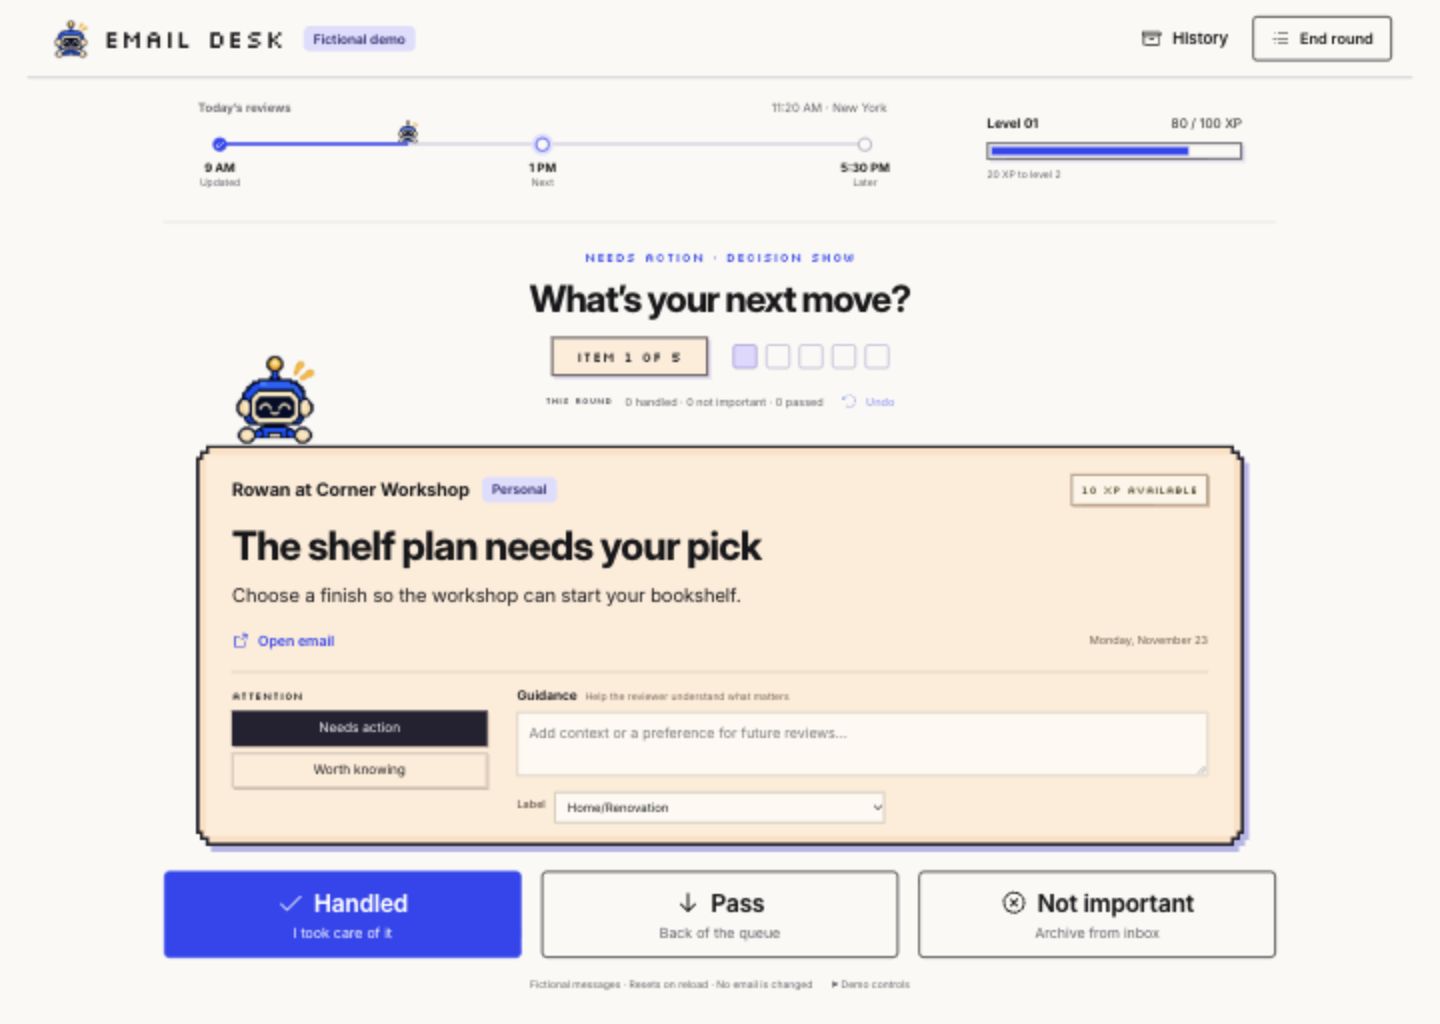 EMAIL DESK
Fictional demo
History
End round
Today's reviews
11:20 AM · New York
9 AM
Updated
1 PM
Next
5:30 PM
Later
Level 01
80 / 100 XP
20 XP to level 2
NEEDS ACTION · DECISION SHOW
What's your next move?
ITEM 1 OF 5
THIS ROUND 0 handled · 0 not important · 0 passed Undo
Rowan at Corner Workshop
Personal
10 XP AVAILABLE
The shelf plan needs your pick
Choose a finish so the workshop can start your bookshelf.
Open email
Monday, November 23
ATTENTION
Needs action
Worth knowing
Guidance Help the reviewer understand what matters
Add context or a preference for future reviews...
Label Home/Renovation
Handled
I took care of it
Pass
Back of the queue
Not important
Archive from inbox
Fictional messages · Resets on reload · No email is changed ▶ Demo controls